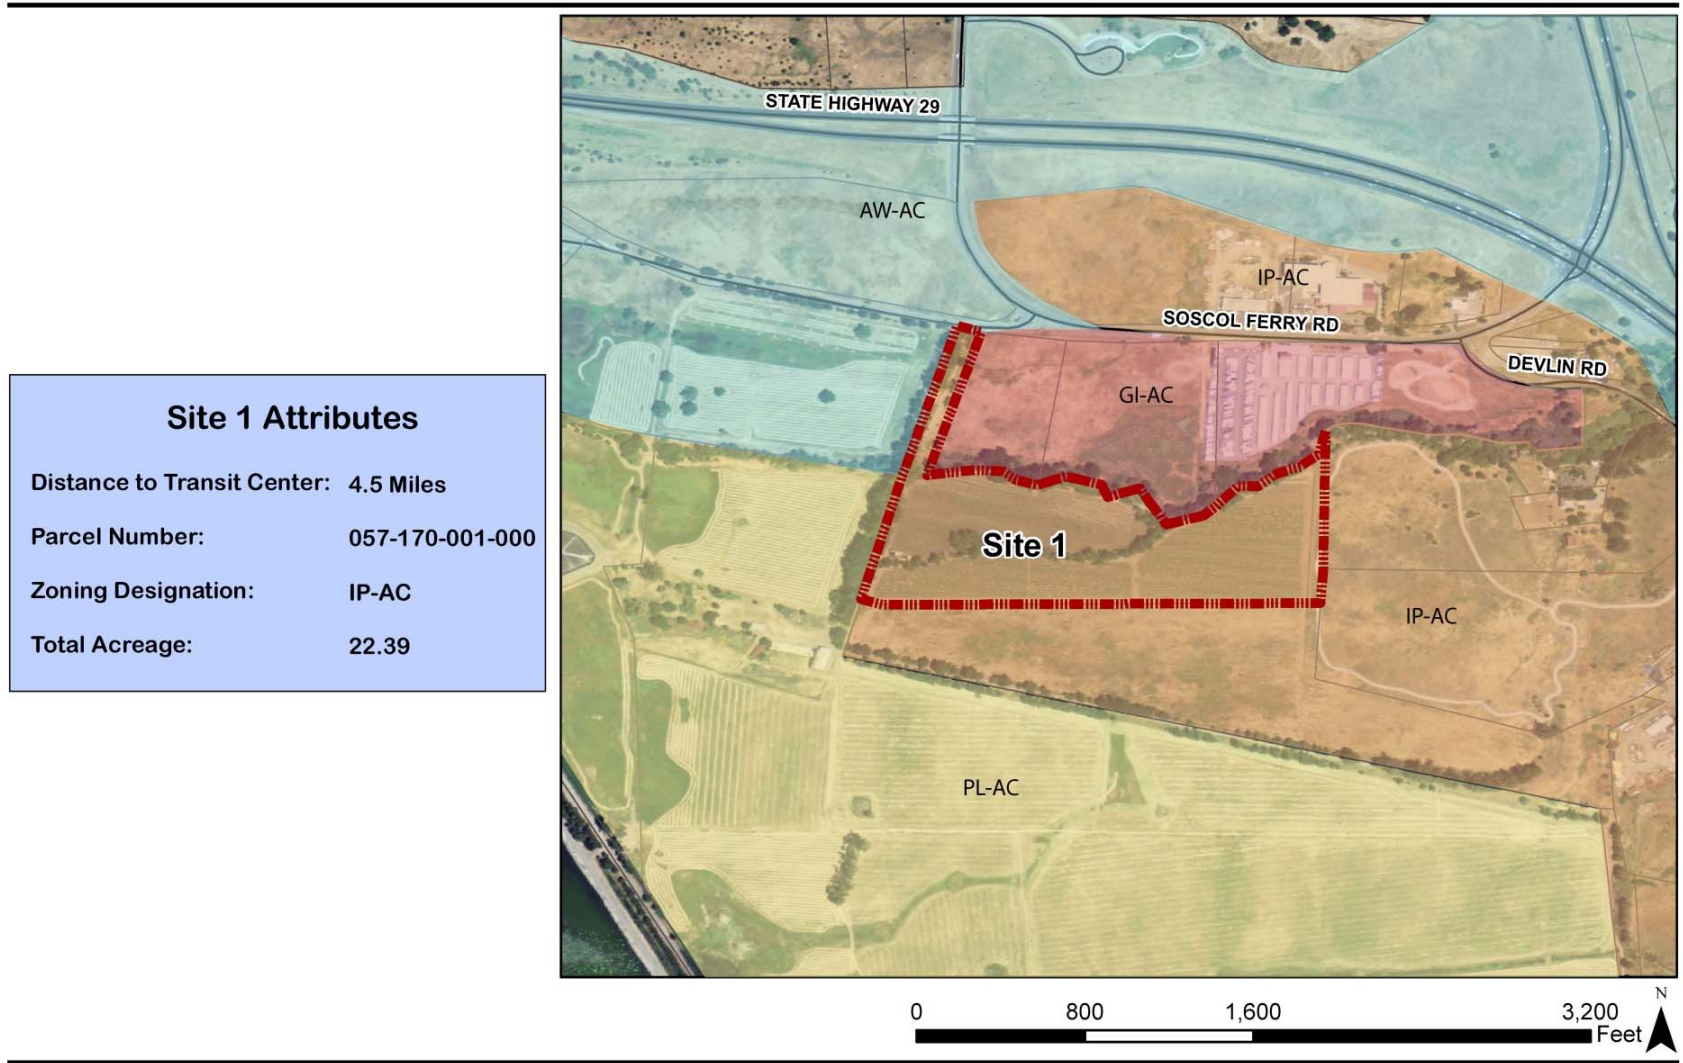 Site 1 Attributes
Distance to Transit Center: 4.5 Miles
Parcel Number: 057-170-001-000
Zoning Designation: IP-AC
Total Acreage: 22.39
STATE HIGHWAY 29
AW-AC
IP-AC
SOSCOL FERRY RD
DEVLIN RD
GI-AC
Site 1
IP-AC
PL-AC
0 800 1,600 3,200
Feet
N